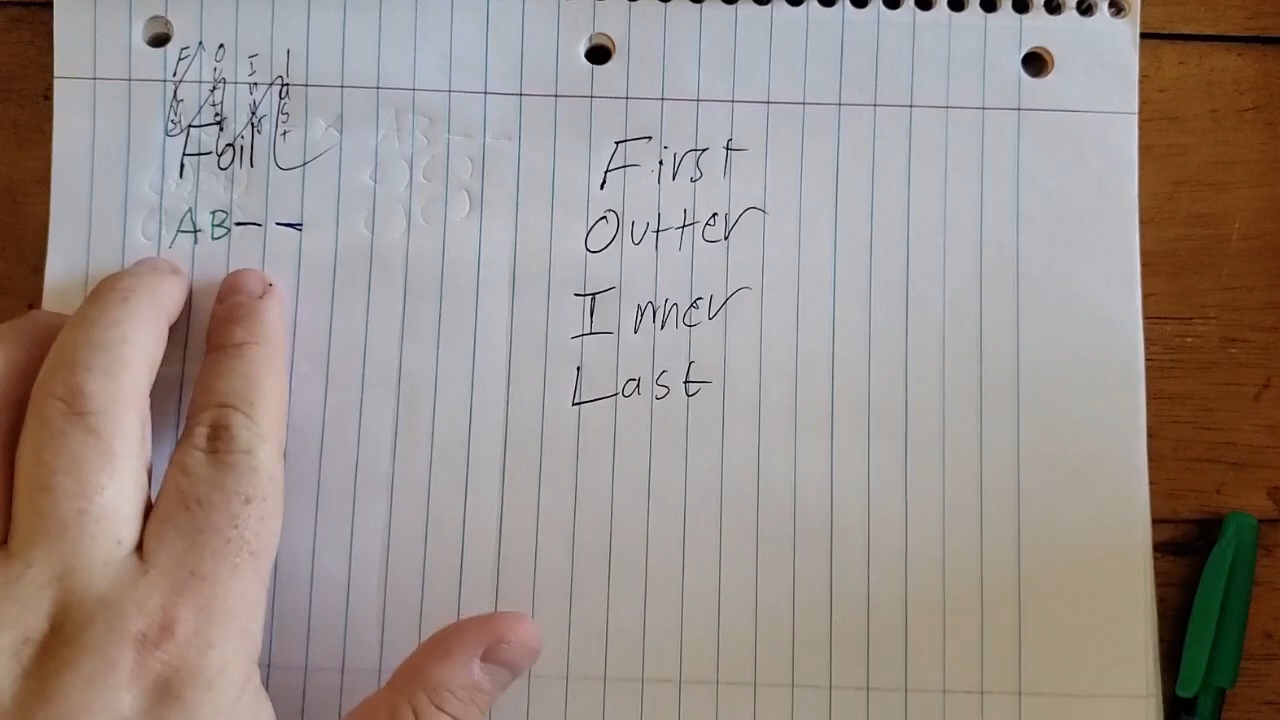 F O I l
Foil
AB--
First
Outter
Inner
Last